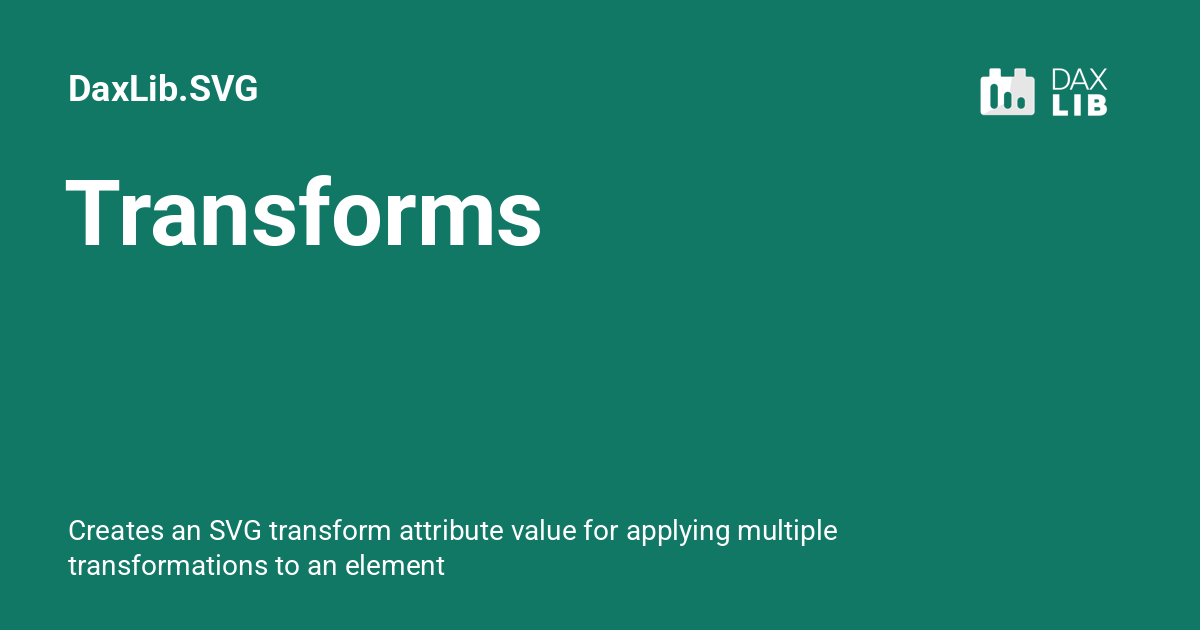 DaxLib.SVG
DAX
LIB
Transforms
Creates an SVG transform attribute value for applying multiple
transformations to an element